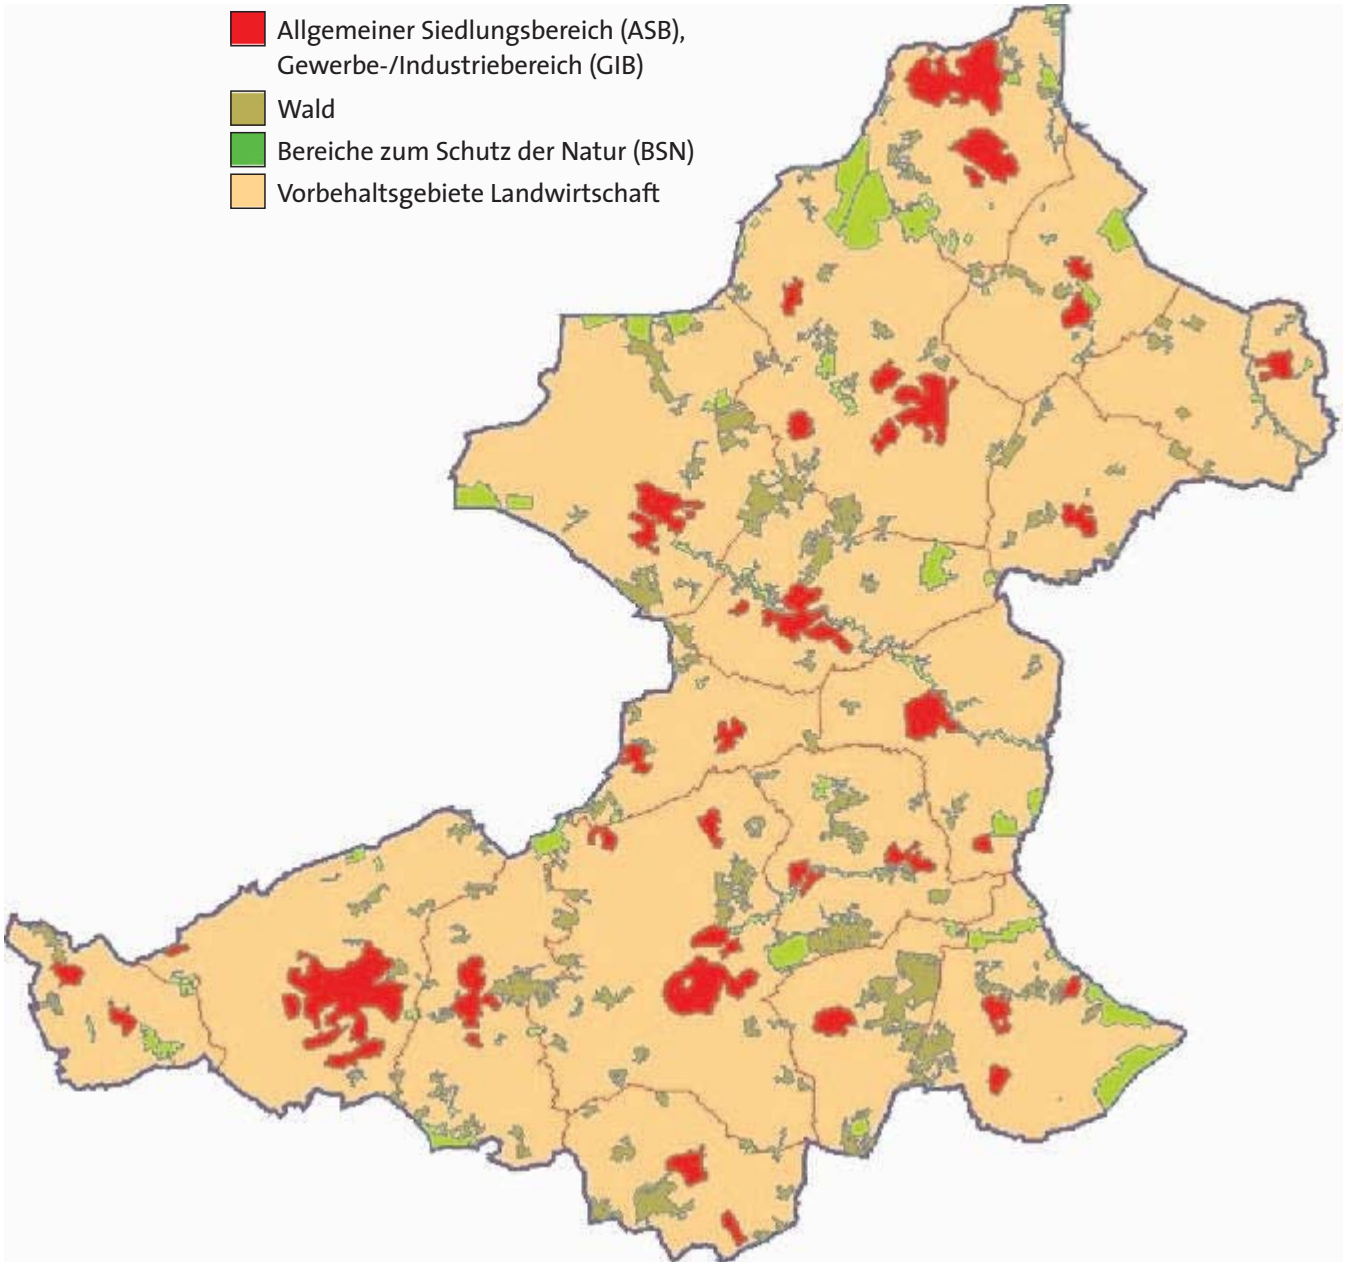 Allgemeiner Siedlungsbereich (ASB),
Gewerbe-/Industriebereich (GIB)
Wald
Bereiche zum Schutz der Natur (BSN)
Vorbehaltsgebiete Landwirtschaft